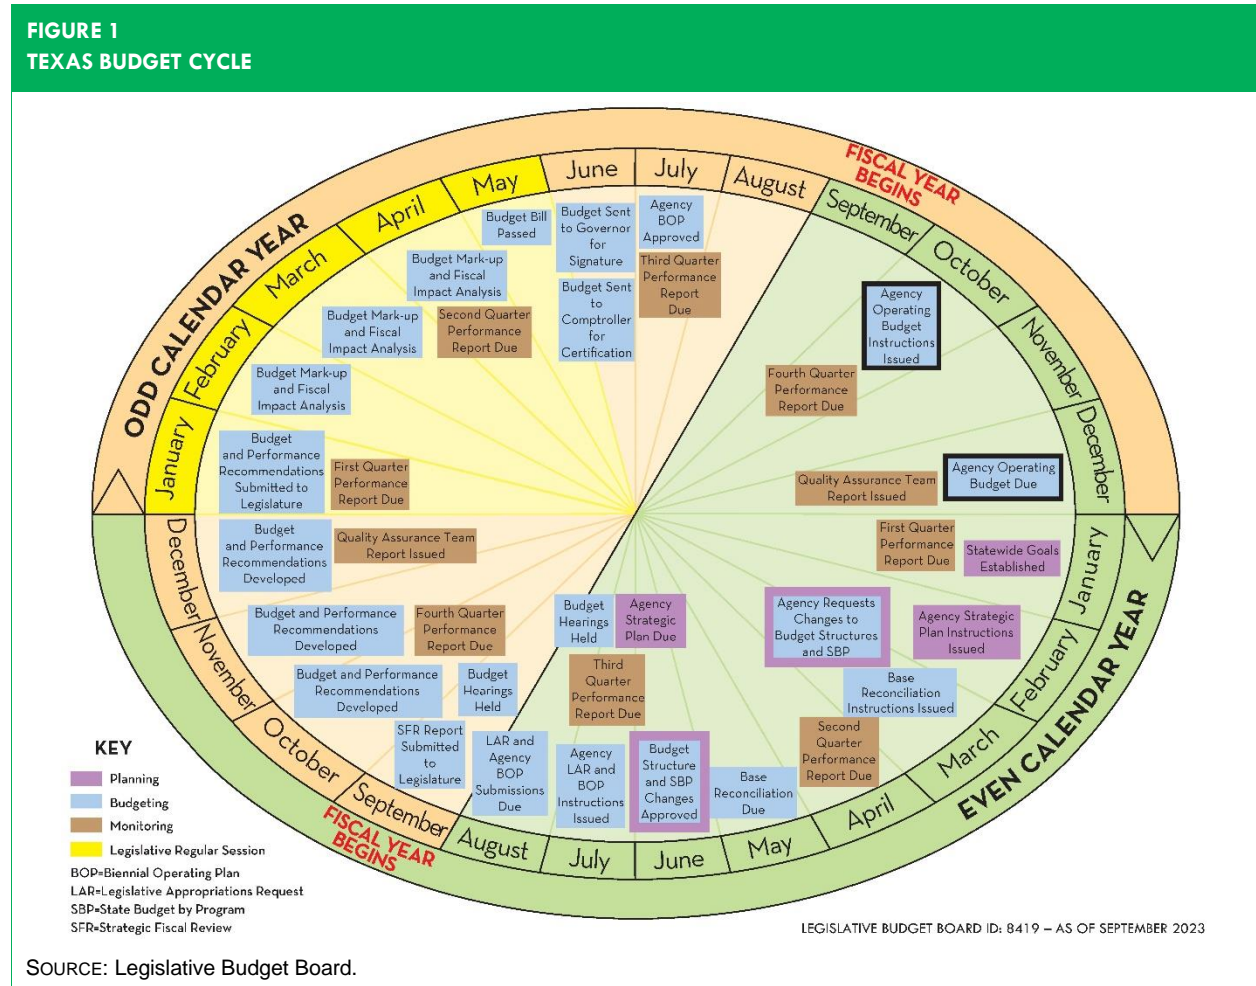 FIGURE 1
TEXAS BUDGET CYCLE
ODD CALENDAR YEAR
EVEN CALENDAR YEAR
FISCAL YEAR
BEGINS
FISCAL YEAR
BEGINS
January
February
March
April
May
June
July
August
September
October
November
December
January
February
March
April
May
June
July
August
September
October
November
December
Budget
and Performance
Recommendations
Submitted to
Legislature
First Quarter
Performance
Report Due
Budget Mark-up
and Fiscal
Impact Analysis
Budget Mark-up
and Fiscal
Impact Analysis
Budget Mark-up
and Fiscal
Impact Analysis
Second Quarter
Performance
Report Due
Budget Bill
Passed
Budget Sent
to Governor
for
Signature
Budget Sent
to
Comptroller
for
Certification
Agency
BOP
Approved
Third Quarter
Performance
Report
Due
Agency
Operating
Budget
Instructions
Issued
Fourth Quarter
Performance
Report Due
Quality Assurance Team
Report Issued
Agency Operating
Budget Due
First Quarter
Performance
Report Due
Statewide Goals
Established
Agency Requests
Changes to
Budget Structures
and SBP
Agency Strategic
Plan Instructions
Issued
Base
Reconciliation
Instructions Issued
Second
Quarter
Performance
Report Due
Base
Reconciliation
Due
Budget
Structure
and SBP
Changes
Approved
Agency
Strategic
Plan Due
Budget
Hearings
Held
Third
Quarter
Performance
Report Due
Agency
LAR and
BOP
Instructions
Issued
LAR and
Agency
BOP
Submissions
Due
SFR Report
Submitted
to
Legislature
Budget
Hearings
Held
Budget and Performance
Recommendations
Developed
Fourth Quarter
Performance
Report Due
Budget and Performance
Recommendations
Developed
Budget
and Performance
Recommendations
Developed
Quality Assurance Team
Report Issued
KEY
Planning
Budgeting
Monitoring
Legislative Regular Session
BOP=Biennial Operating Plan
LAR=Legislative Appropriations Request
SBP=State Budget by Program
SFR=Strategic Fiscal Review
LEGISLATIVE BUDGET BOARD ID: 8419 – AS OF SEPTEMBER 2023
SOURCE: Legislative Budget Board.